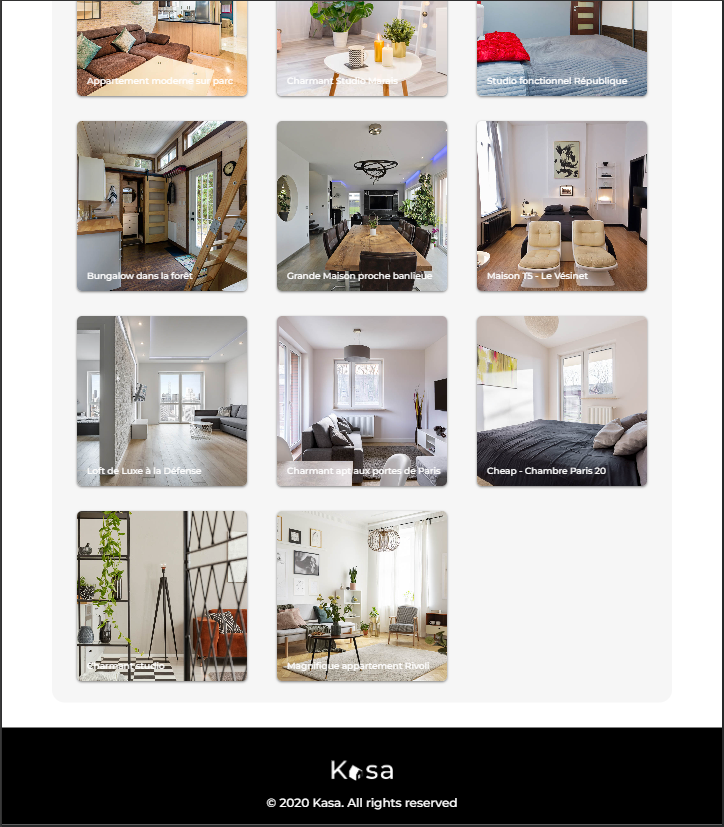 Appartement moderne sur parc
Charmant Studio Marais
Studio fonctionnel République
Bungalow dans la forêt
Grande Maison proche banlieue
Maison T5 - Le Vésinet
Loft de Luxe à la Défense
Charmant apt aux portes de Paris
Cheap - Chambre Paris 20
Charmant studio
Magnifique appartement Rivoli
Kasa
© 2020 Kasa. All rights reserved